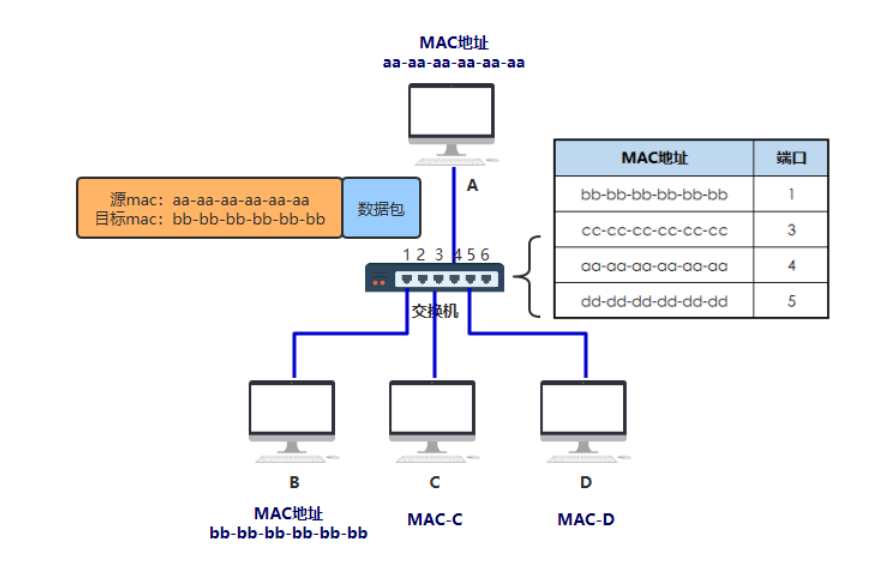 MAC地址
aa-aa-aa-aa-aa-aa
A
源mac：aa-aa-aa-aa-aa-aa
目标mac：bb-bb-bb-bb-bb-bb
数据包
MAC地址 端口
bb-bb-bb-bb-bb-bb 1
cc-cc-cc-cc-cc-cc 3
aa-aa-aa-aa-aa-aa 4
dd-dd-dd-dd-dd-dd 5
1 2 3 4 5 6
交换机
B
C
D
MAC地址
bb-bb-bb-bb-bb-bb
MAC-C
MAC-D